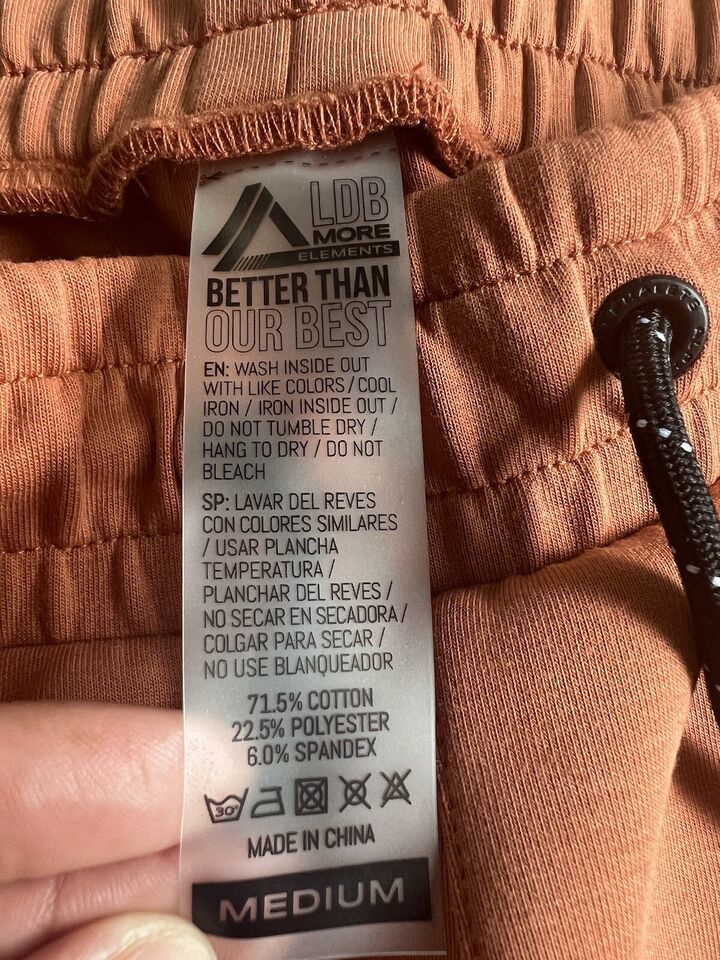 LDB
MORE
ELEMENTS
BETTER THAN
OUR BEST
EN: WASH INSIDE OUT
WITH LIKE COLORS / COOL
IRON / IRON INSIDE OUT /
DO NOT TUMBLE DRY /
HANG TO DRY / DO NOT
BLEACH
SP: LAVAR DEL REVES
CON COLORES SIMILARES
/ USAR PLANCHA
TEMPERATURA /
PLANCHAR DEL REVES /
NO SECAR EN SECADORA /
COLGAR PARA SECAR /
NO USE BLANQUEADOR
71.5% COTTON
22.5% POLYESTER
6.0% SPANDEX
30°
MADE IN CHINA
MEDIUM